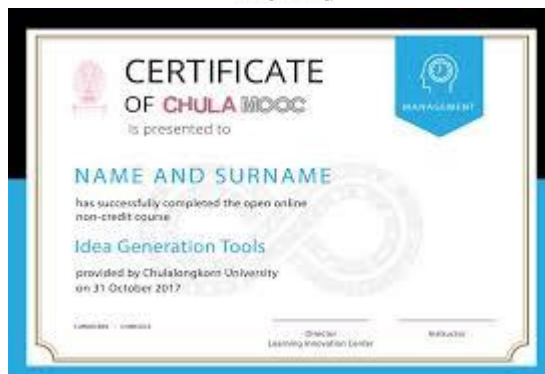 CERTIFICATE
OF CHULA MOOC
is presented to
MANAGEMENT
NAME AND SURNAME
has successfully completed the open online
non-credit course
Idea Generation Tools
provided by Chulalongkorn University
on 31 October 2017
Director
Learning Innovation Center
Instructor